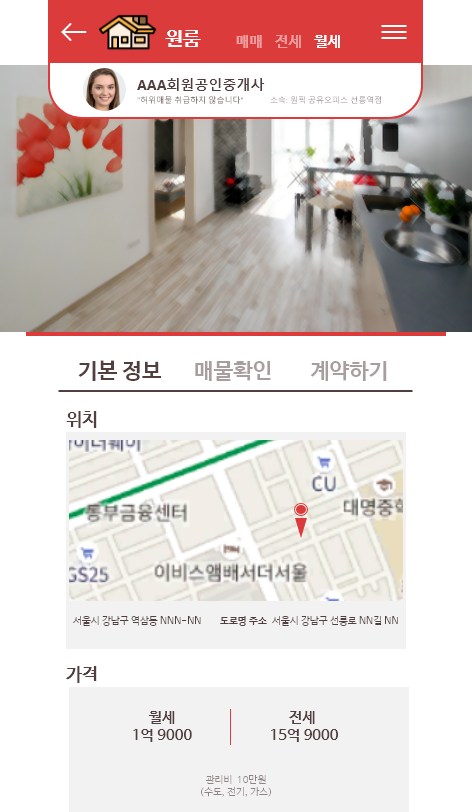 원룸 매매 전세 월세
AAA회원공인중개사
"허위매물 취급하지 않습니다" 소속: 원픽 공유오피스 선릉역점
기본 정보 매물확인 계약하기
위치
CU
동부금융센터 대명중학
GS25 이비스앰배서더서울
서울시 강남구 역삼동 NNN-NN 도로명 주소 서울시 강남구 선릉로 NN길 NN
가격
월세 전세
1억 9000 15억 9000
관리비 10만원
(수도, 전기, 가스)